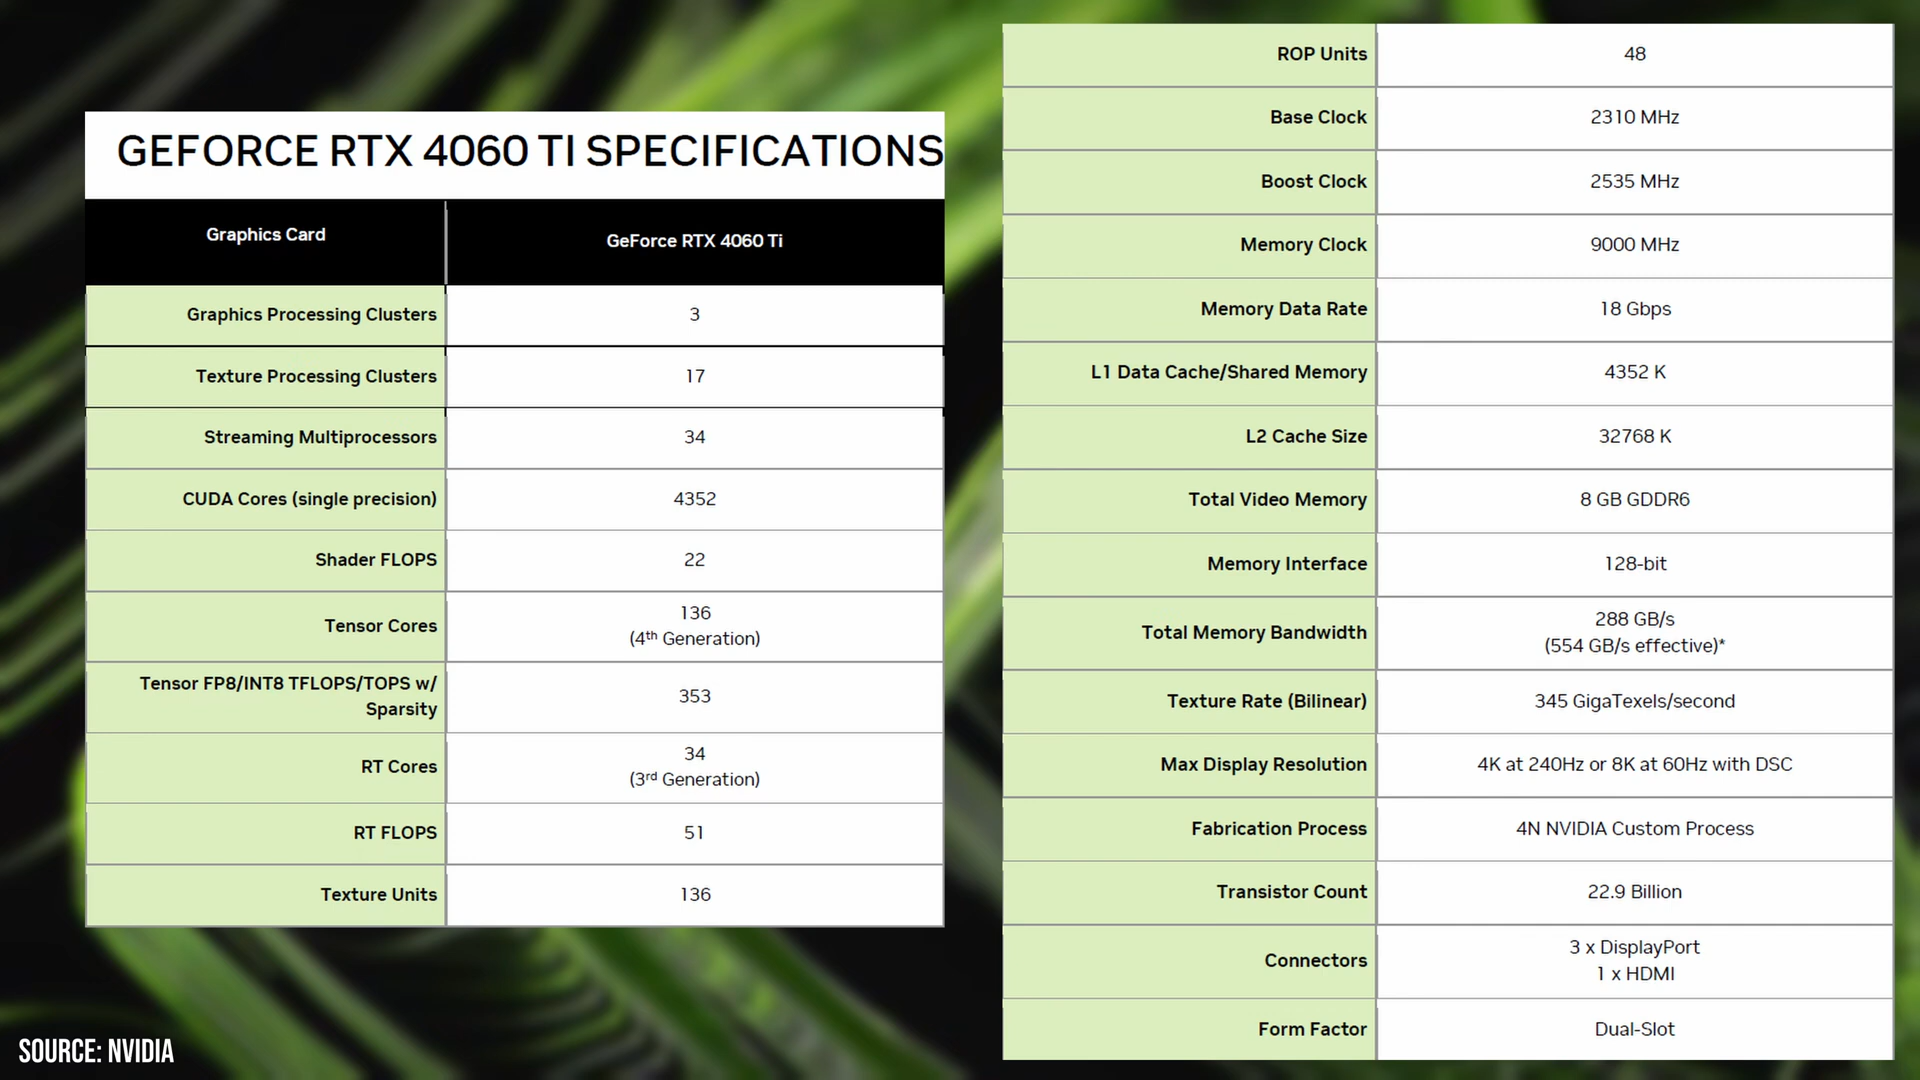 GEFORCE RTX 4060 TI SPECIFICATIONS
Graphics Card
GeForce RTX 4060 Ti
Graphics Processing Clusters
3
Texture Processing Clusters
17
Streaming Multiprocessors
34
CUDA Cores (single precision)
4352
Shader FLOPS
22
Tensor Cores
136
(4th Generation)
Tensor FP8/INT8 TFLOPS/TOPS w/
Sparsity
353
RT Cores
34
(3rd Generation)
RT FLOPS
51
Texture Units
136
ROP Units
48
Base Clock
2310 MHz
Boost Clock
2535 MHz
Memory Clock
9000 MHz
Memory Data Rate
18 Gbps
L1 Data Cache/Shared Memory
4352 K
L2 Cache Size
32768 K
Total Video Memory
8 GB GDDR6
Memory Interface
128-bit
Total Memory Bandwidth
288 GB/s
(554 GB/s effective)*
Texture Rate (Bilinear)
345 GigaTexels/second
Max Display Resolution
4K at 240Hz or 8K at 60Hz with DSC
Fabrication Process
4N NVIDIA Custom Process
Transistor Count
22.9 Billion
Connectors
3 x DisplayPort
1 x HDMI
Form Factor
Dual-Slot
SOURCE: NVIDIA